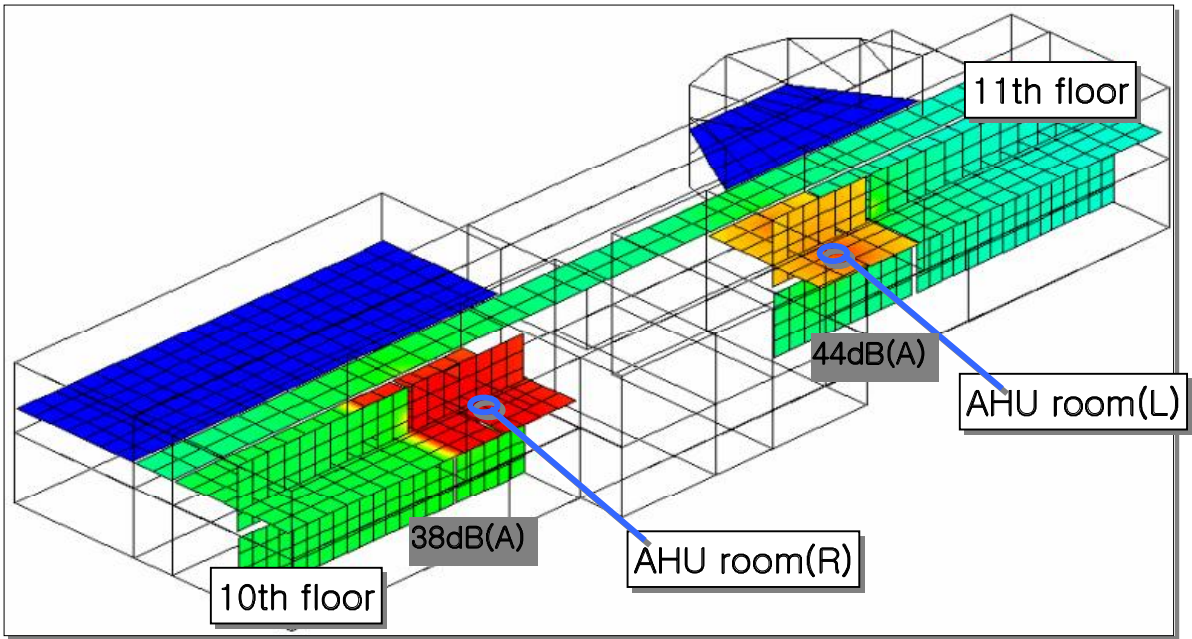 11th floor
44dB(A)
AHU room(L)
38dB(A)
AHU room(R)
10th floor